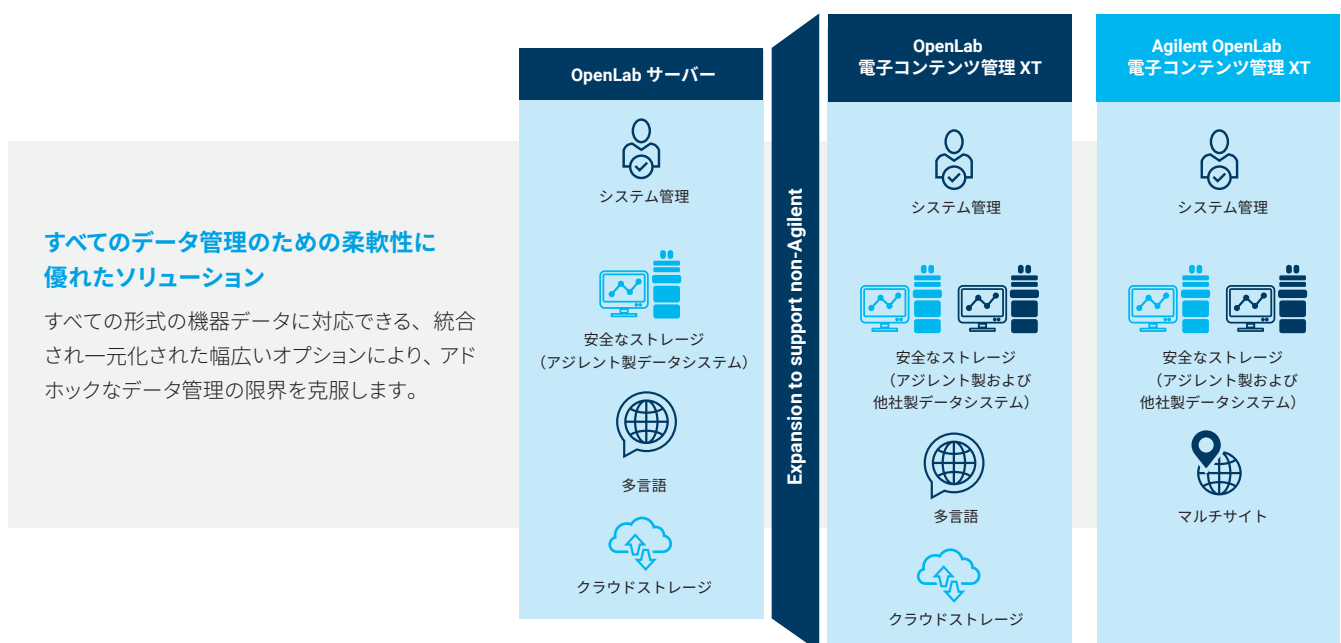 すべてのデータ管理のための柔軟性に
優れたソリューション
すべての形式の機器データに対応できる、統合
され一元化された幅広いオプションにより、アド
ホックなデータ管理の限界を克服します。
OpenLab サーバー
システム管理
安全なストレージ
（アジレント製データシステム）
多言語
クラウドストレージ
Expansion to support non-Agilent
OpenLab
電子コンテンツ管理 XT
システム管理
安全なストレージ
（アジレント製および
他社製データシステム）
多言語
クラウドストレージ
Agilent OpenLab
電子コンテンツ管理 XT
システム管理
安全なストレージ
（アジレント製および
他社製データシステム）
マルチサイト